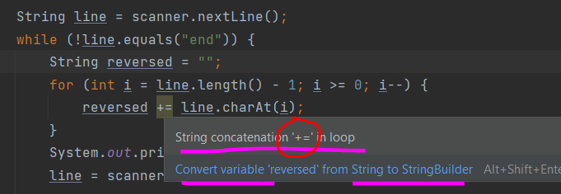 String line = scanner.nextLine();
while (!line.equals("end")) {
String reversed = "";
for (int i = line.length() - 1; i >= 0; i--) {
reversed += line.charAt(i);
}
String concatenation '+=' in loop
System.out.pri
Convert variable 'reversed' from String to StringBuilder Alt+Shift+Ente
line = scanner